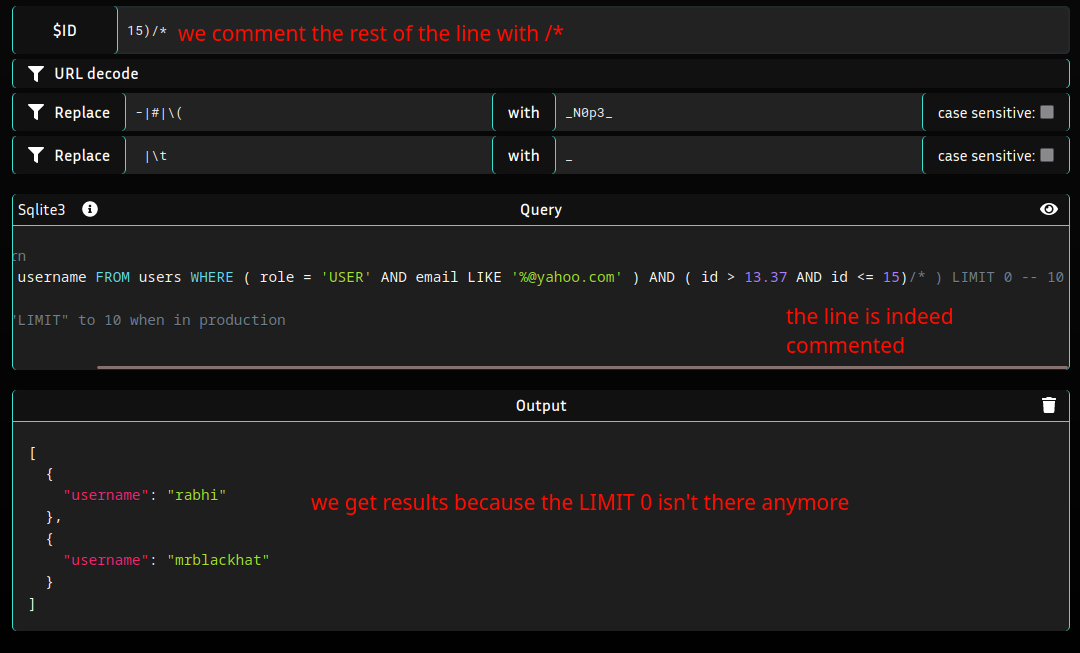 $ID 15)/* we comment the rest of the line with /*
URL decode
Replace -|#|\( with _N0p3_ case sensitive:
Replace |\t with _ case sensitive:
Sqlite3 Query
rn
username FROM users WHERE ( role = 'USER' AND email LIKE '%@yahoo.com' ) AND ( id > 13.37 AND id <= 15)/* ) LIMIT 0 -- 10
"LIMIT" to 10 when in production
the line is indeed
commented
Output
[
{
"username": "rabhi"
we get results because the LIMIT 0 isn't there anymore
},
{
"username": "mrblackhat"
}
]